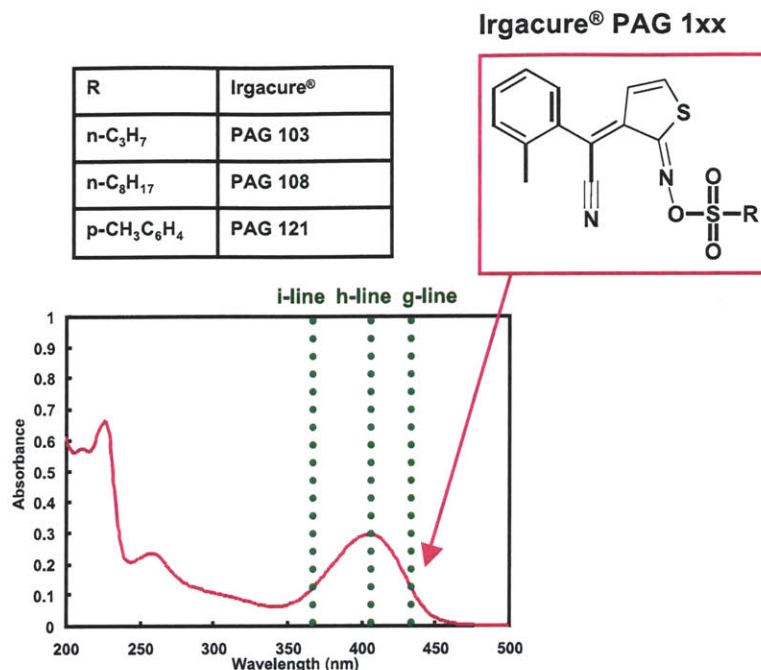 Irgacure® PAG 1xx
R Irgacure®
n-C3H7 PAG 103
n-C8H17 PAG 108
p-CH3C6H4 PAG 121
S
N
N
O
O
S
R
O
i-line h-line g-line
1
0.9
0.8
0.7
0.6
0.5
0.4
0.3
0.2
0.1
0
Absorbance
200 250 300 350 400 450 500
Wavelength (nm)